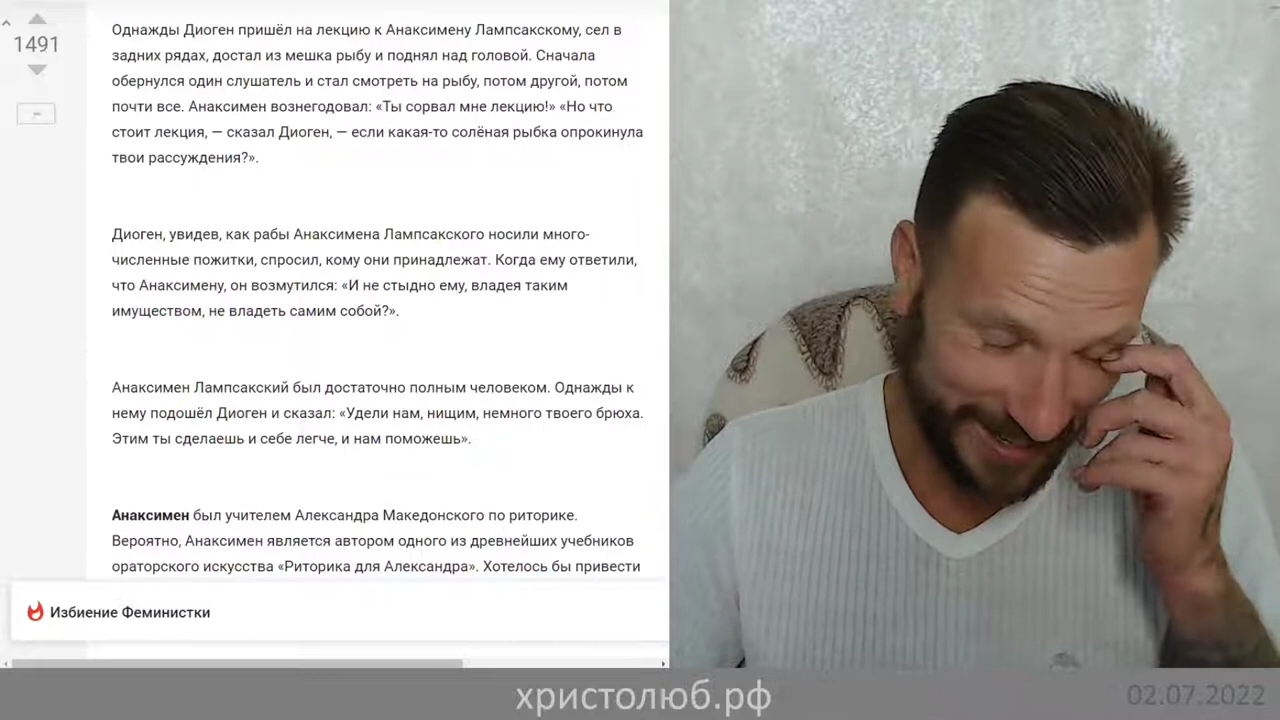 1491
Однажды Диоген пришёл на лекцию к Анаксимену Лампсакскому, сел в
задних рядах, достал из мешка рыбу и поднял над головой. Сначала
обернулся один слушатель и стал смотреть на рыбу, потом другой, потом
почти все. Анаксимен вознегодовал: «Ты сорвал мне лекцию!» «Но что
стоит лекция, — сказал Диоген, — если какая-то солёная рыбка опрокинула
твои рассуждения?».
Диоген, увидев, как рабы Анаксимена Лампсакского носили много-
численные пожитки, спросил, кому они принадлежат. Когда ему ответили,
что Анаксимену, он возмутился: «И не стыдно ему, владея таким
имуществом, не владеть самим собой?».
Анаксимен Лампсакский был достаточно полным человеком. Однажды к
нему подошёл Диоген и сказал: «Удели нам, нищим, немного твоего брюха.
Этим ты сделаешь и себе легче, и нам поможешь».
Анаксимен был учителем Александра Македонского по риторике.
Вероятно, Анаксимен является автором одного из древнейших учебников
ораторского искусства «Риторика для Александра». Хотелось бы привести
Избиение Феминистки
христолюб.рф
02.07.2022